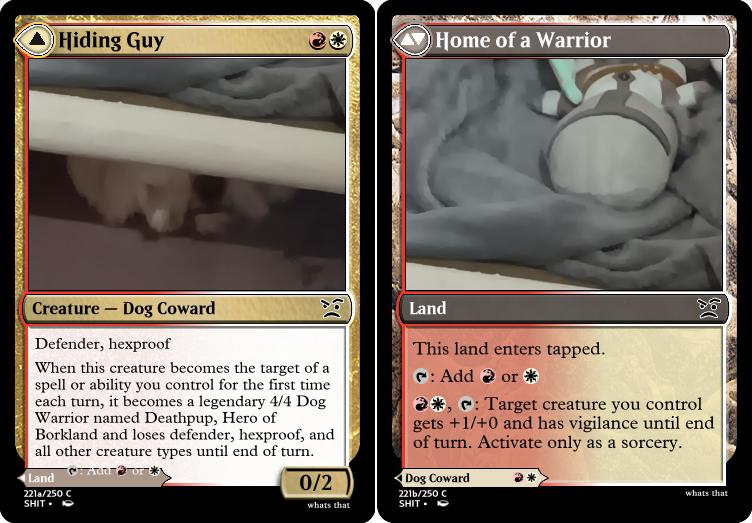 Hiding Guy
Creature — Dog Coward
Defender, hexproof
When this creature becomes the target of a
spell or ability you control for the first time
each turn, it becomes a legendary 4/4 Dog
Warrior named Deathpup, Hero of
Borkland and loses defender, hexproof, and
all other creature types until end of turn.
: Add or
Land
0/2
221a/250 C
SHIT •
whats that
Home of a Warrior
Land
This land enters tapped.
: Add or
, : Target creature you control
gets +1/+0 and has vigilance until end
of turn. Activate only as a sorcery.
Dog Coward
221b/250 C
SHIT •
whats that